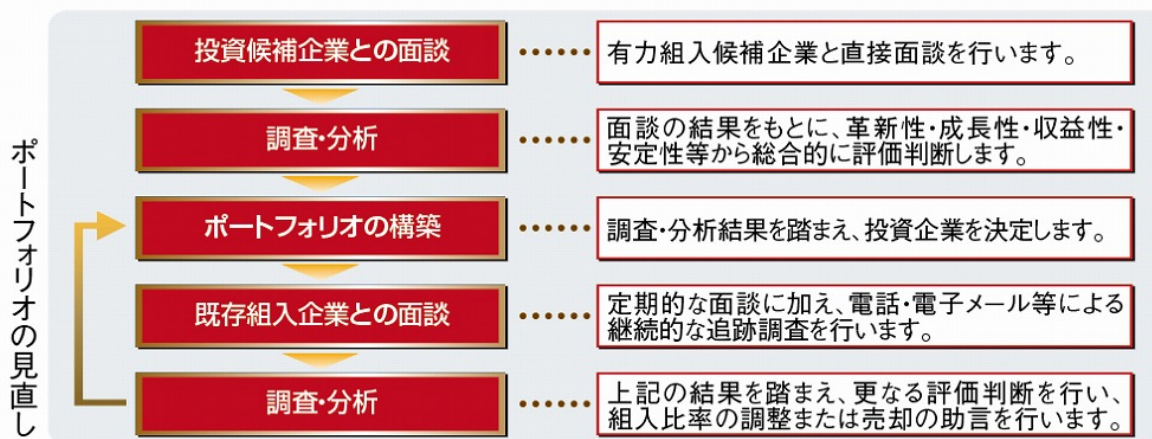 投資候補企業との面談
有力組入候補企業と直接面談を行います。
調査・分析
面談の結果をもとに、革新性・成長性・収益性・
安定性等から総合的に評価判断します。
ポートフォリオの構築
調査・分析結果を踏まえ、投資企業を決定します。
既存組入企業との面談
定期的な面談に加え、電話・電子メール等による
継続的な追跡調査を行います。
調査・分析
上記の結果を踏まえ、更なる評価判断を行い、
組入比率の調整または売却の助言を行います。
ポートフォリオの見直し